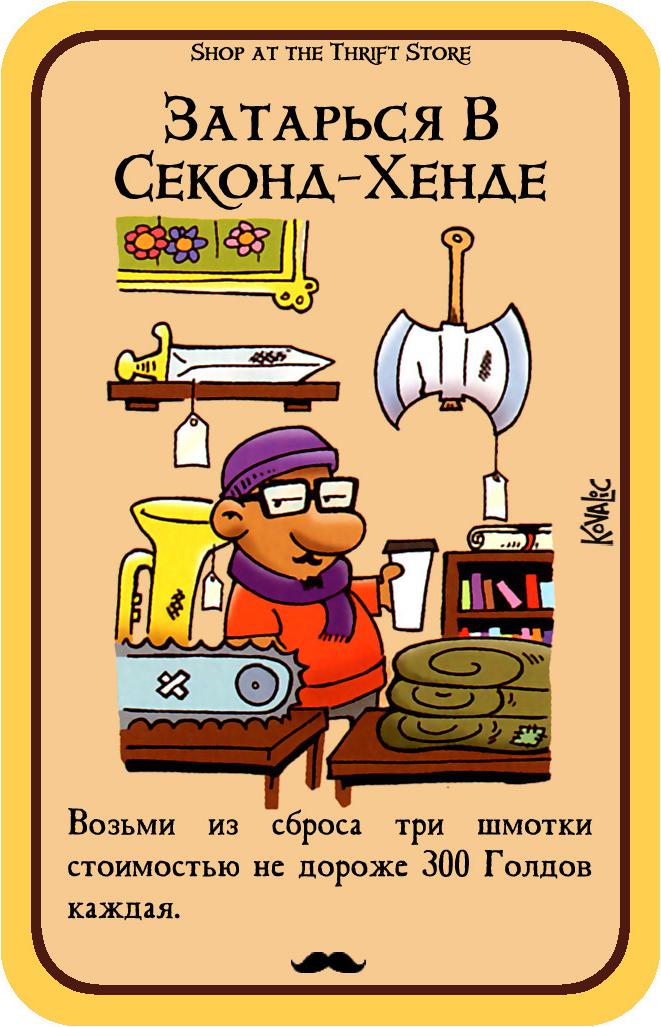 Shop at the Thrift Store
Затарься В
Секонд-Хенде
Kovalic
Возьми из сброса три шмотки
стоимостью не дороже 300 Голдов
каждая.